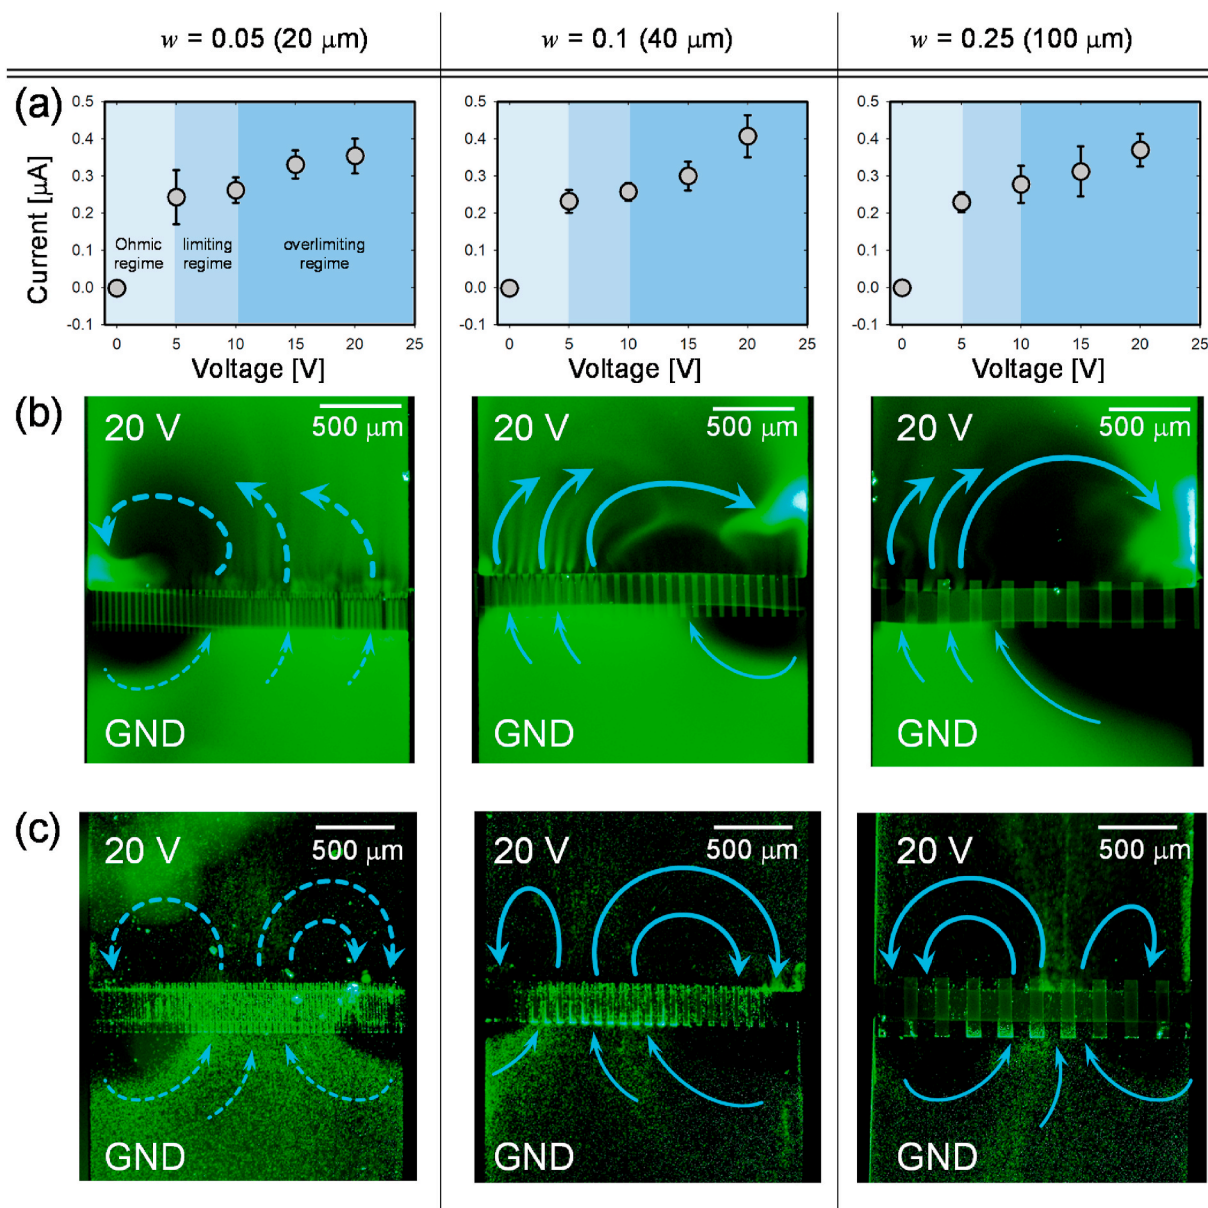 w = 0.05 (20 μm)
w = 0.1 (40 μm)
w = 0.25 (100 μm)
(a)
Current [μA]
0.5
0.4
0.3
0.2
0.1
0.0
-0.1
Ohmic
regime
limiting
regime
overlimiting
regime
0 5 10 15 20 25
Voltage [V]
0.5
0.4
0.3
0.2
0.1
0.0
-0.1
0 5 10 15 20 25
Voltage [V]
0.5
0.4
0.3
0.2
0.1
0.0
-0.1
0 5 10 15 20 25
Voltage [V]
(b)
20 V
500 μm
GND
20 V
500 μm
GND
20 V
500 μm
GND
(c)
20 V
500 μm
GND
20 V
500 μm
GND
20 V
500 μm
GND